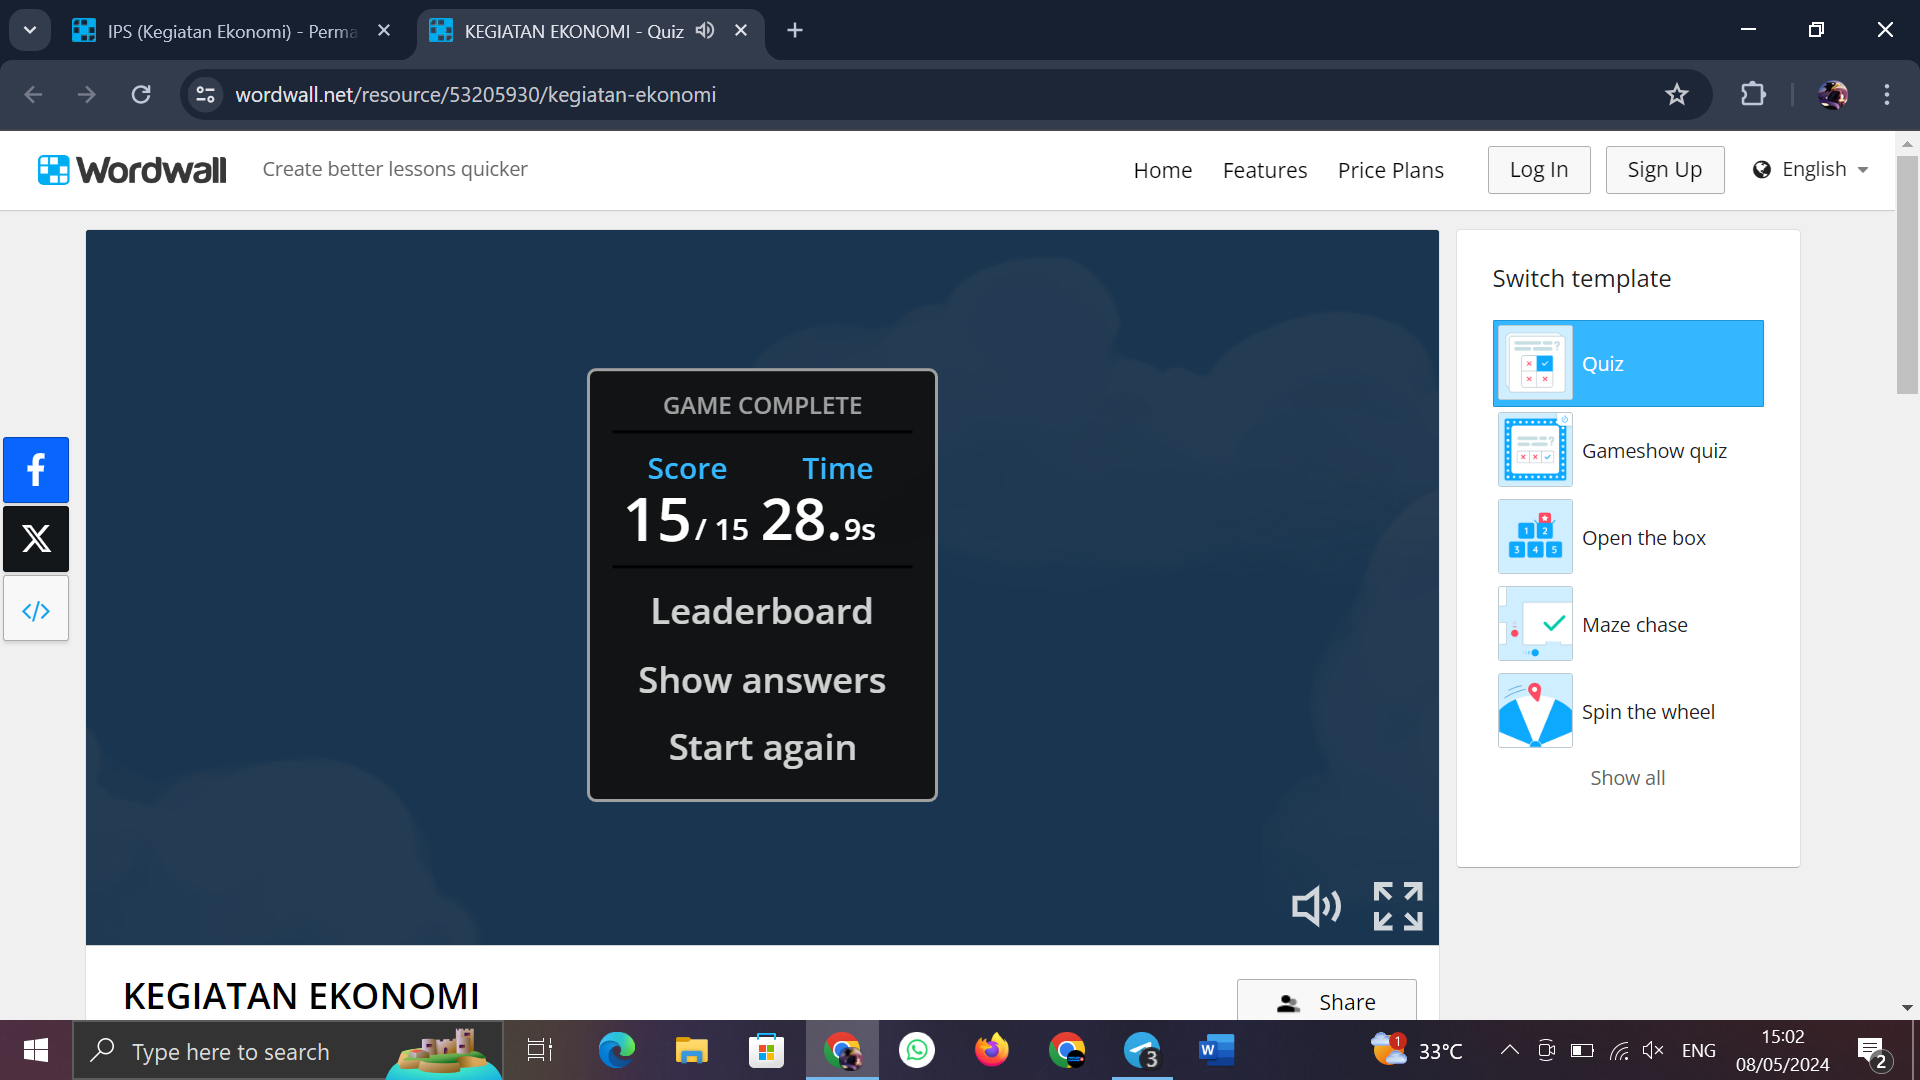 IPS (Kegiatan Ekonomi) - Perma
KEGIATAN EKONOMI - Quiz
wordwall.net/resource/53205930/kegiatan-ekonomi
Wordwall
Create better lessons quicker
Home
Features
Price Plans
Log In
Sign Up
English
GAME COMPLETE
Score Time
15/ 15 28.9s
Leaderboard
Show answers
Start again
Switch template
Quiz
Gameshow quiz
Open the box
Maze chase
Spin the wheel
Show all
KEGIATAN EKONOMI
Share
Type here to search
3
1
33°C
ENG
15:02
08/05/2024
2